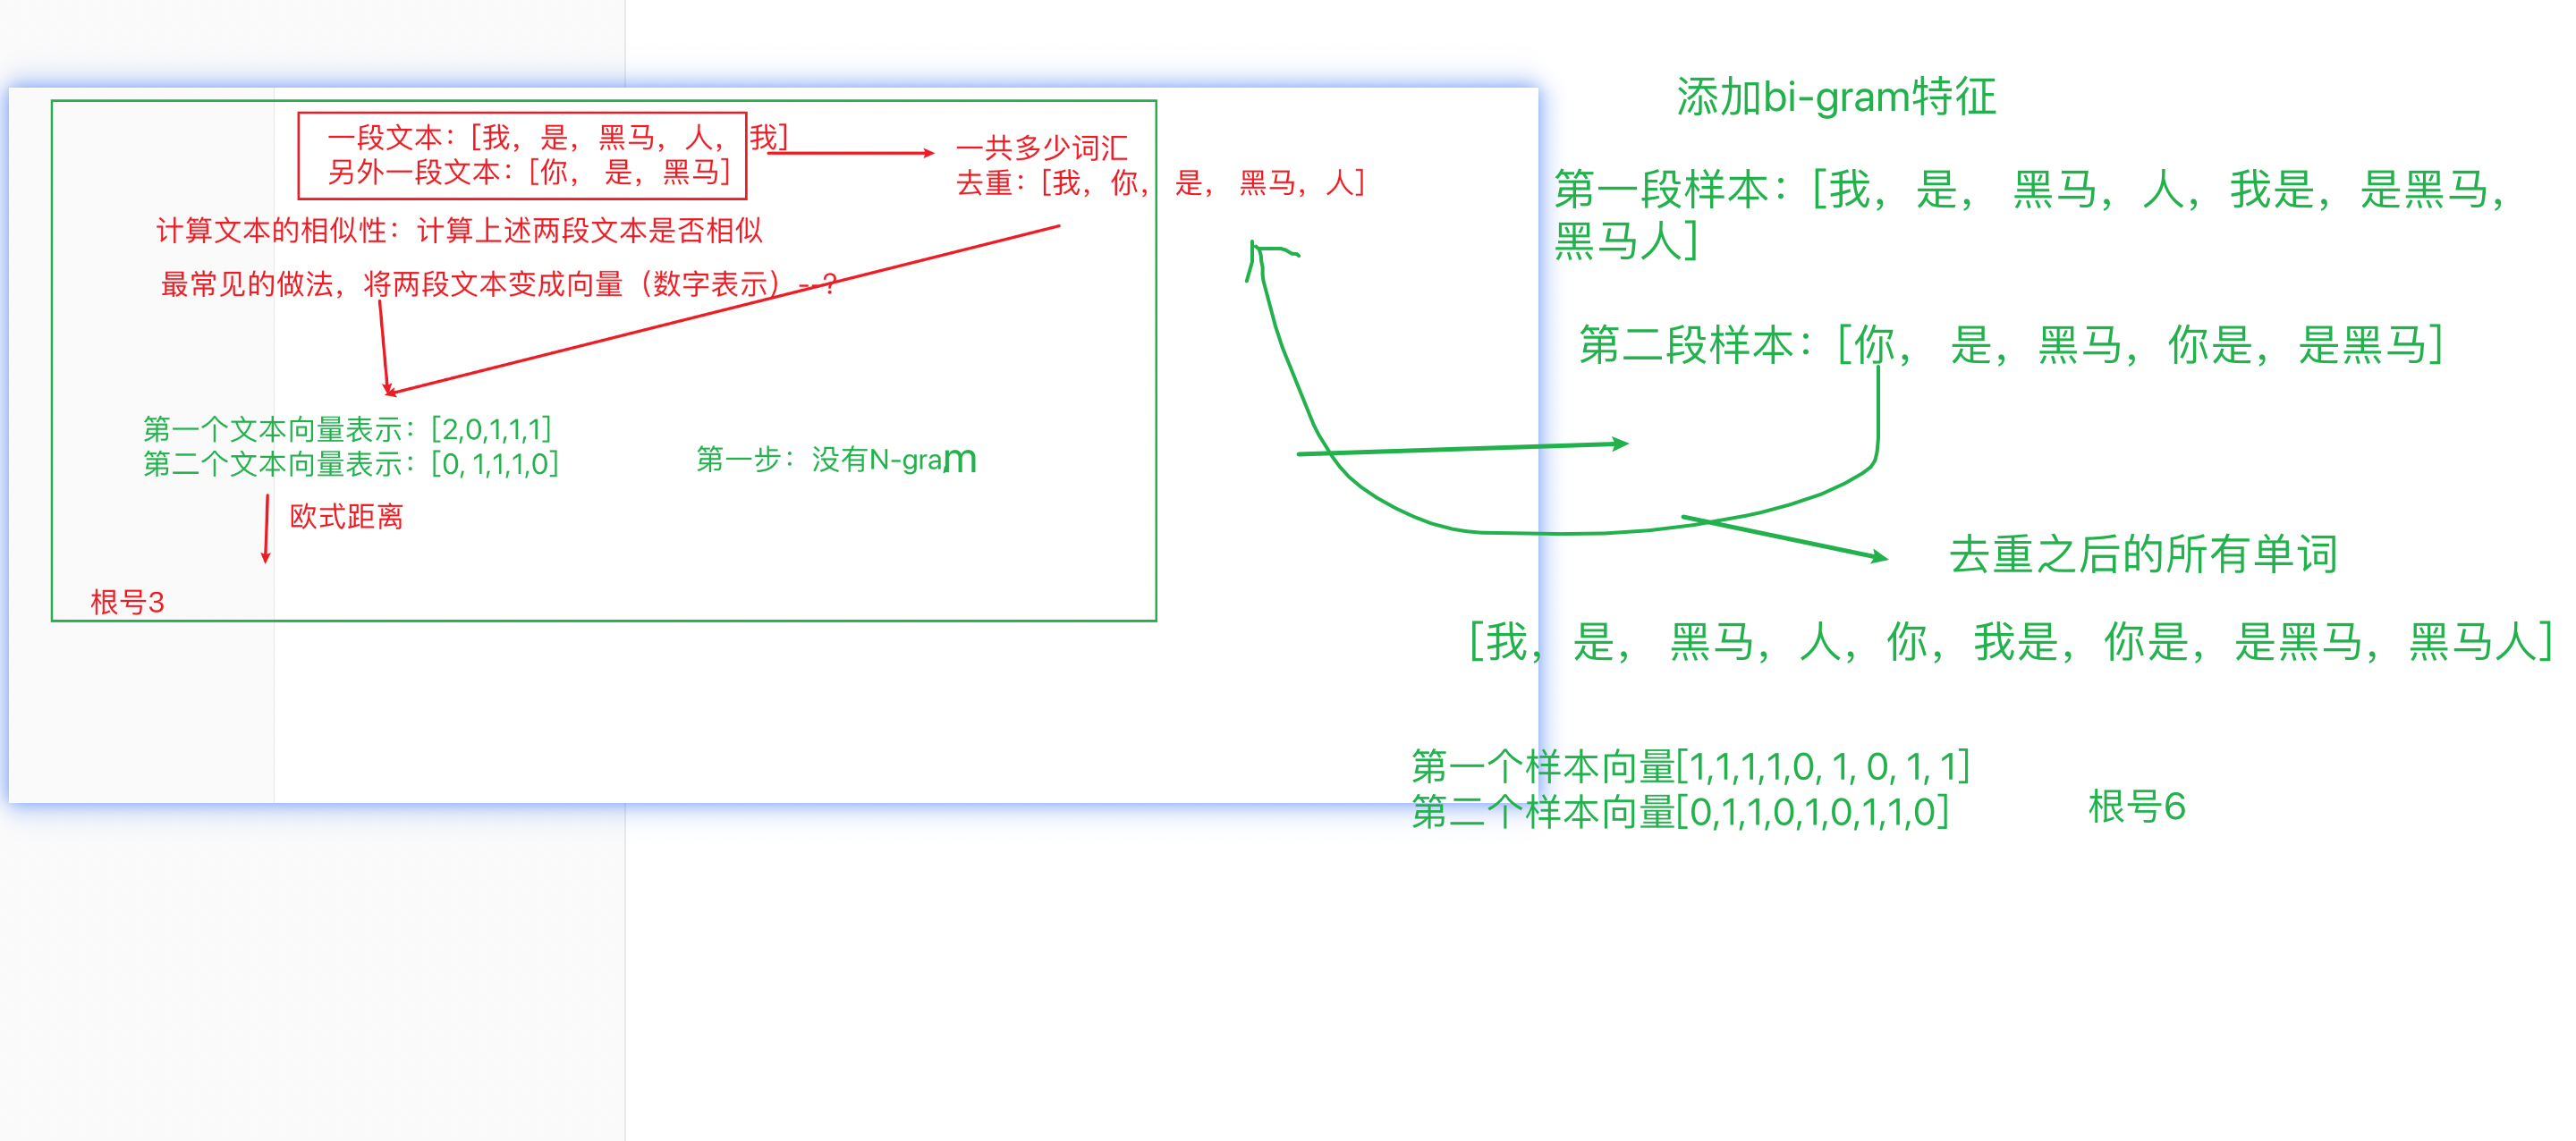 一段文本：[我，是，黑马，人，我]
另外一段文本：[你， 是，黑马]
一共多少词汇
去重：[我，你， 是， 黑马，人]
计算文本的相似性：计算上述两段文本是否相似
最常见的做法，将两段文本变成向量（数字表示）--?
第一个文本向量表示：[2,0,1,1,1]
第二个文本向量表示：[0, 1,1,1,0]
第一步：没有N-gram
欧式距离
根号3
添加bi-gram特征
第一段样本：[我，是， 黑马，人，我是，是黑马，
黑马人]
第二段样本：[你， 是，黑马，你是，是黑马]
去重之后的所有单词
[我，是， 黑马，人，你，我是，你是，是黑马，黑马人]
第一个样本向量[1,1,1,1,0, 1, 0, 1, 1]
第二个样本向量[0,1,1,0,1,0,1,1,0]
根号6